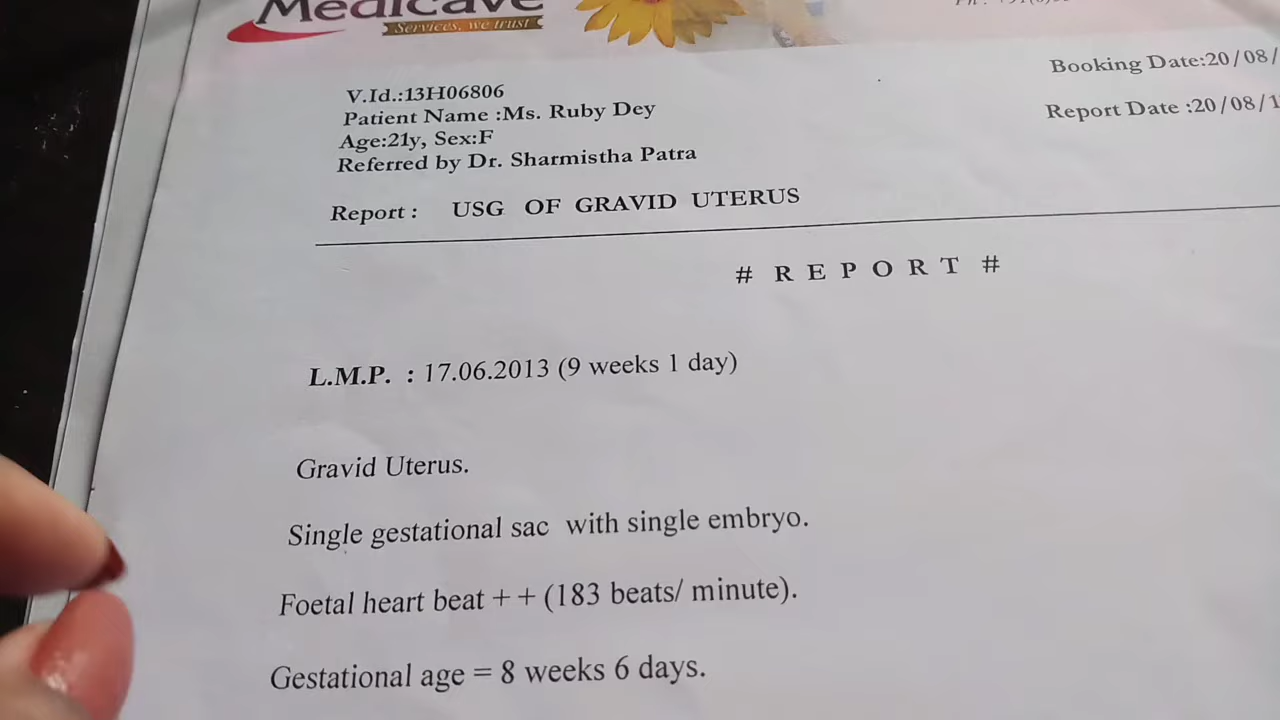 Medicave
Services, we trust
V.Id.:13H06806
Patient Name :Ms. Ruby Dey
Age:21y, Sex:F
Referred by Dr. Sharmistha Patra
Booking Date:20/08/
Report Date :20/08/1
Report : USG OF GRAVID UTERUS
# R E P O R T #
L.M.P. : 17.06.2013 (9 weeks 1 day)
Gravid Uterus.
Single gestational sac with single embryo.
Foetal heart beat + + (183 beats/ minute).
Gestational age = 8 weeks 6 days.